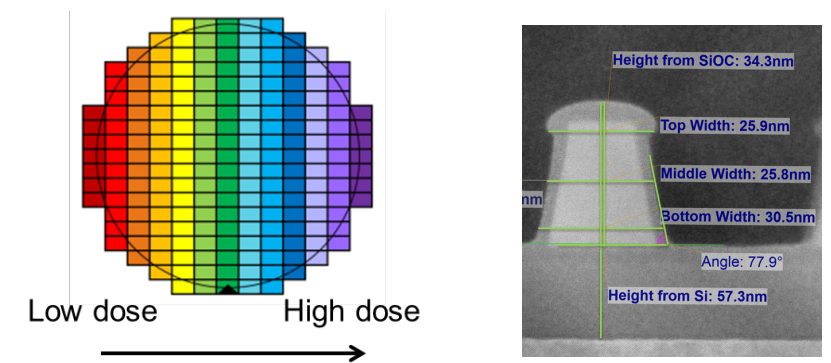 Low dose
High dose
Height from SiOC: 34.3nm
Top Width: 25.9nm
Middle Width: 25.8nm
nm
Bottom Width: 30.5nm
Angle: 77.9°
Height from Si: 57.3nm